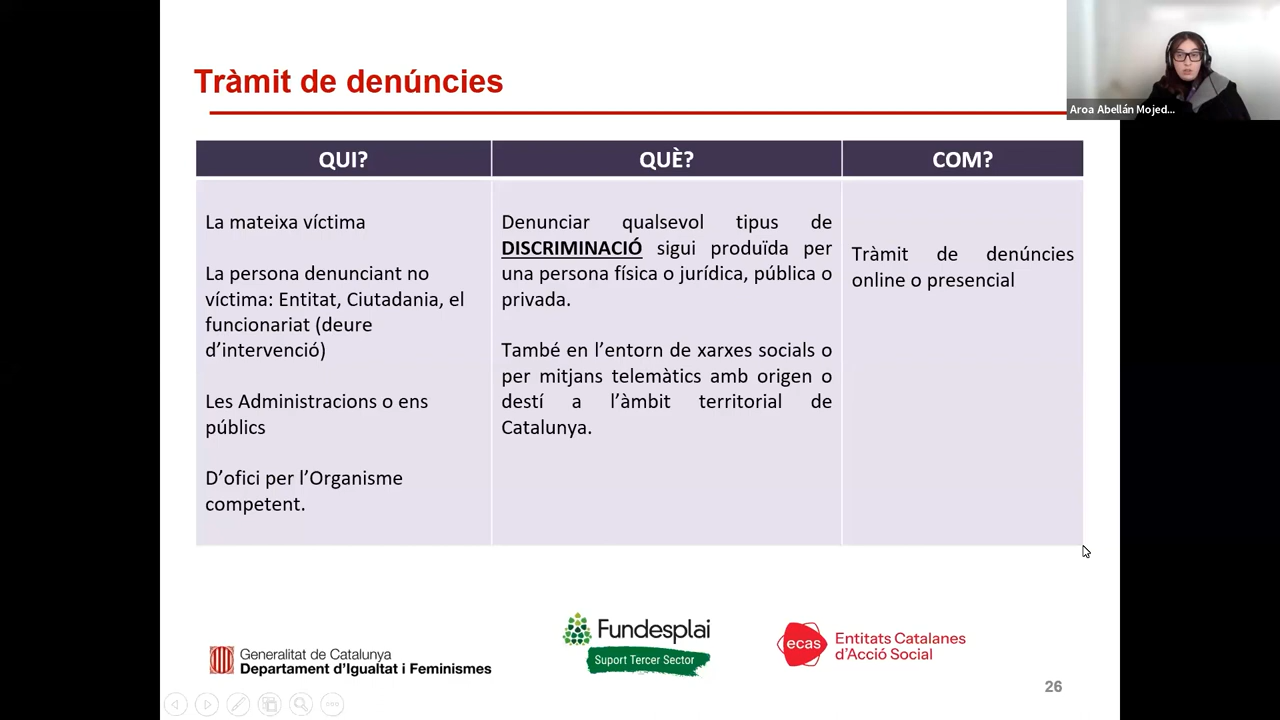 Tràmit de denúncies
Aroa Abellán Mojed...
QUI?
QUÈ?
COM?
La mateixa víctima
La persona denunciant no
víctima: Entitat, Ciutadania, el
funcionariat (deure
d’intervenció)
Les Administracions o ens
públics
D’ofici per l’Organisme
competent.
Denunciar qualsevol tipus de
DISCRIMINACIÓ sigui produïda per
una persona física o jurídica, pública o
privada.
També en l’entorn de xarxes socials o
per mitjans telemàtics amb origen o
destí a l’àmbit territorial de
Catalunya.
Tràmit de denúncies
online o presencial
Generalitat de Catalunya
Departament d’Igualtat i Feminismes
Fundesplai
Suport Tercer Sector
ecas
Entitats Catalanes
d’Acció Social
26